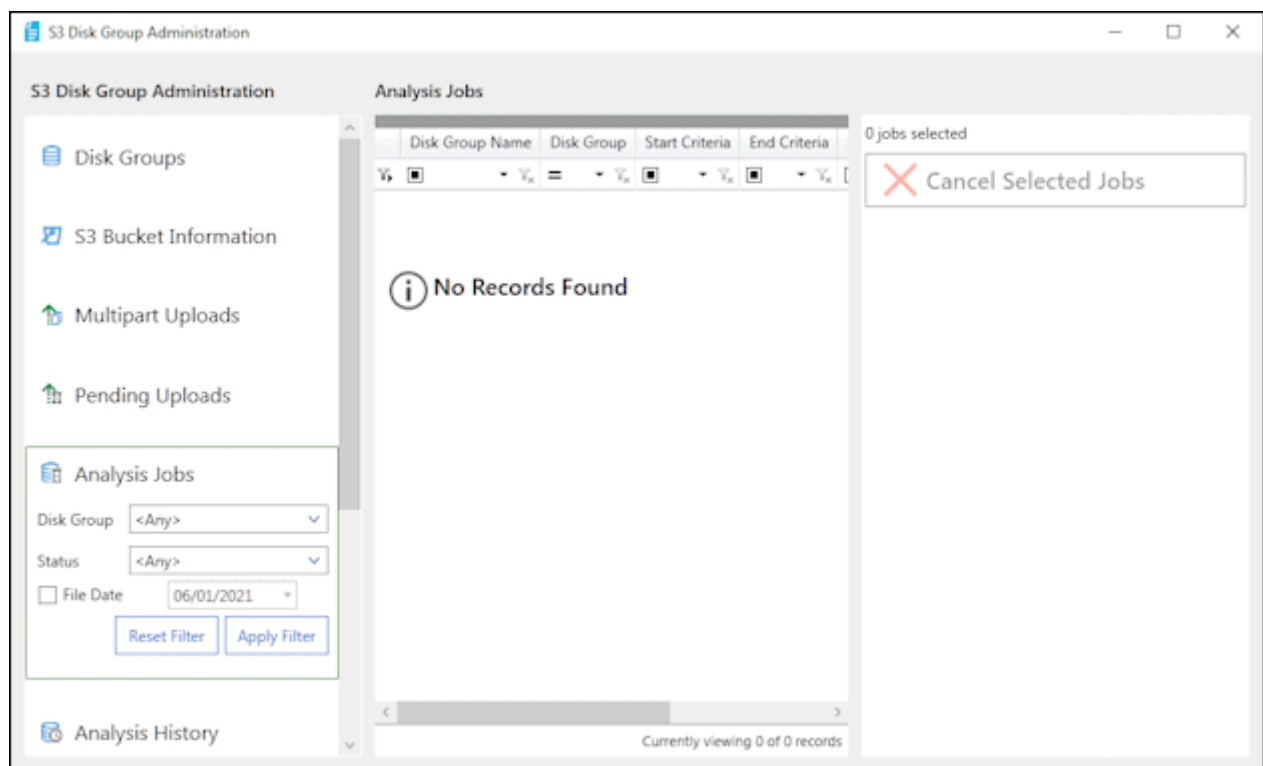 S3 Disk Group Administration
S3 Disk Group Administration
Disk Groups
S3 Bucket Information
Multipart Uploads
Pending Uploads
Analysis Jobs
Disk Group <Any>
Status <Any>
File Date 06/01/2021
Reset Filter Apply Filter
Analysis History
Analysis Jobs
Disk Group Name Disk Group Start Criteria End Criteria
No Records Found
Currently viewing 0 of 0 records
0 jobs selected
Cancel Selected Jobs